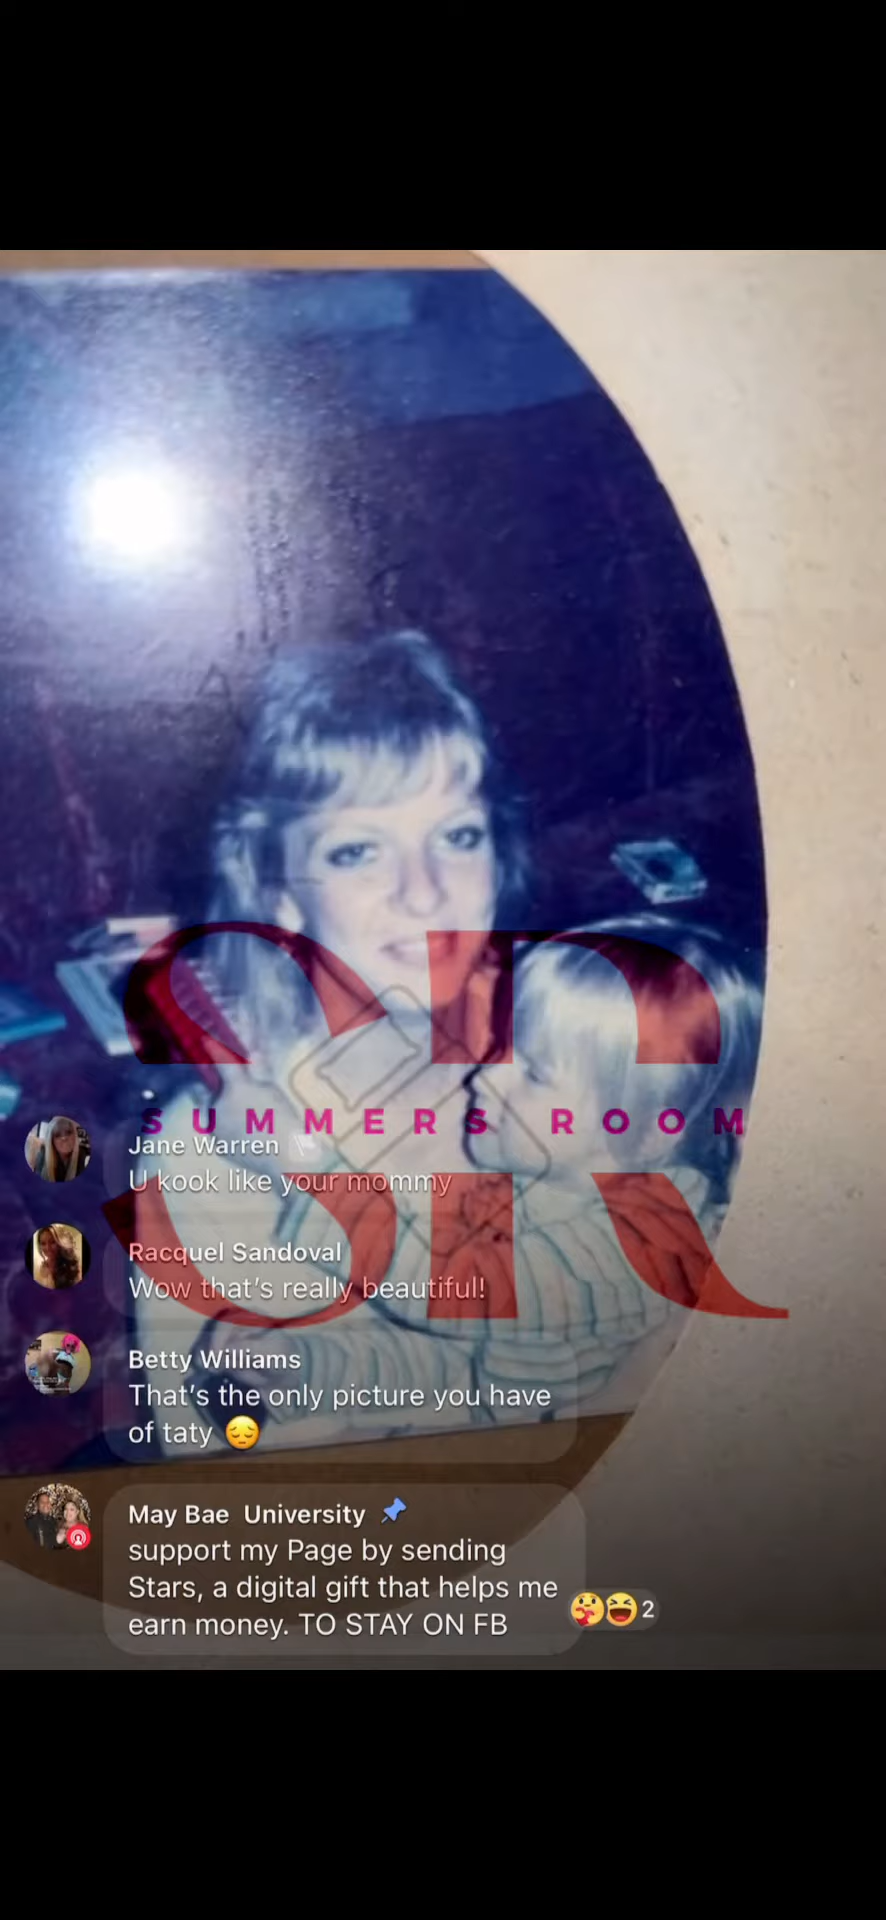 SR
SUMMERS ROOM
Jane Warren
U kook like your mommy
Racquel Sandoval
Wow that's really beautiful!
Betty Williams
That's the only picture you have
of taty 😔
May Bae University 📌
support my Page by sending
Stars, a digital gift that helps me
earn money. TO STAY ON FB
2